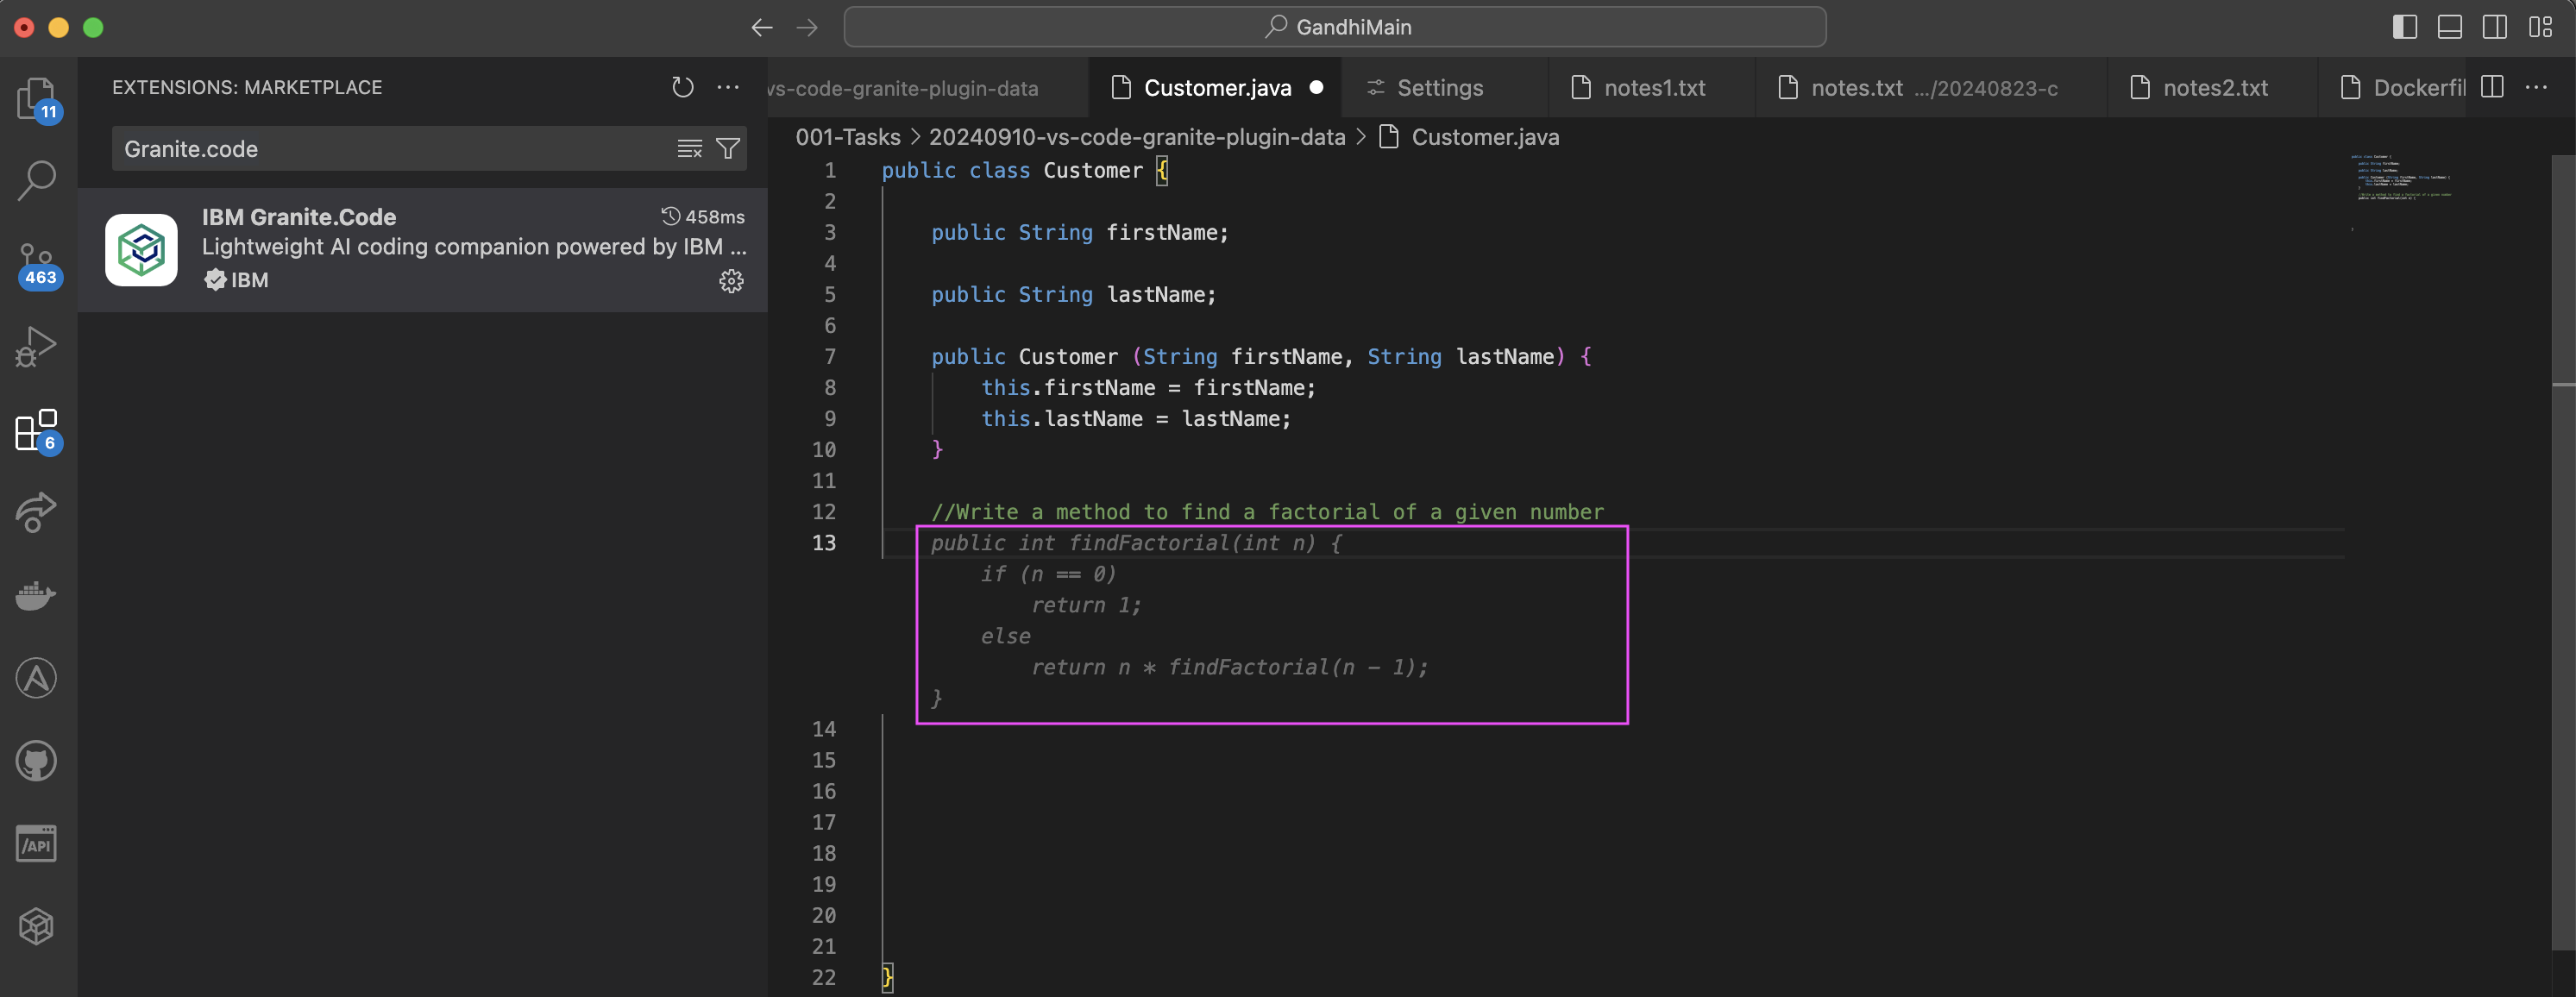 GandhiMain
EXTENSIONS: MARKETPLACE
Granite.code
IBM Granite.Code
458ms
Lightweight AI coding companion powered by IBM ...
IBM
11
463
6
/API
vs-code-granite-plugin-data
Customer.java
Settings
notes1.txt
notes.txt .../20240823-c
notes2.txt
Dockerfil
001-Tasks > 20240910-vs-code-granite-plugin-data > Customer.java
1 public class Customer {
2
3 public String firstName;
4
5 public String lastName;
6
7 public Customer (String firstName, String lastName) {
8 this.firstName = firstName;
9 this.lastName = lastName;
10 }
11
12 //Write a method to find a factorial of a given number
13 public int findFactorial(int n) {
if (n == 0)
return 1;
else
return n * findFactorial(n - 1);
}
14
15
16
17
18
19
20
21
22 }